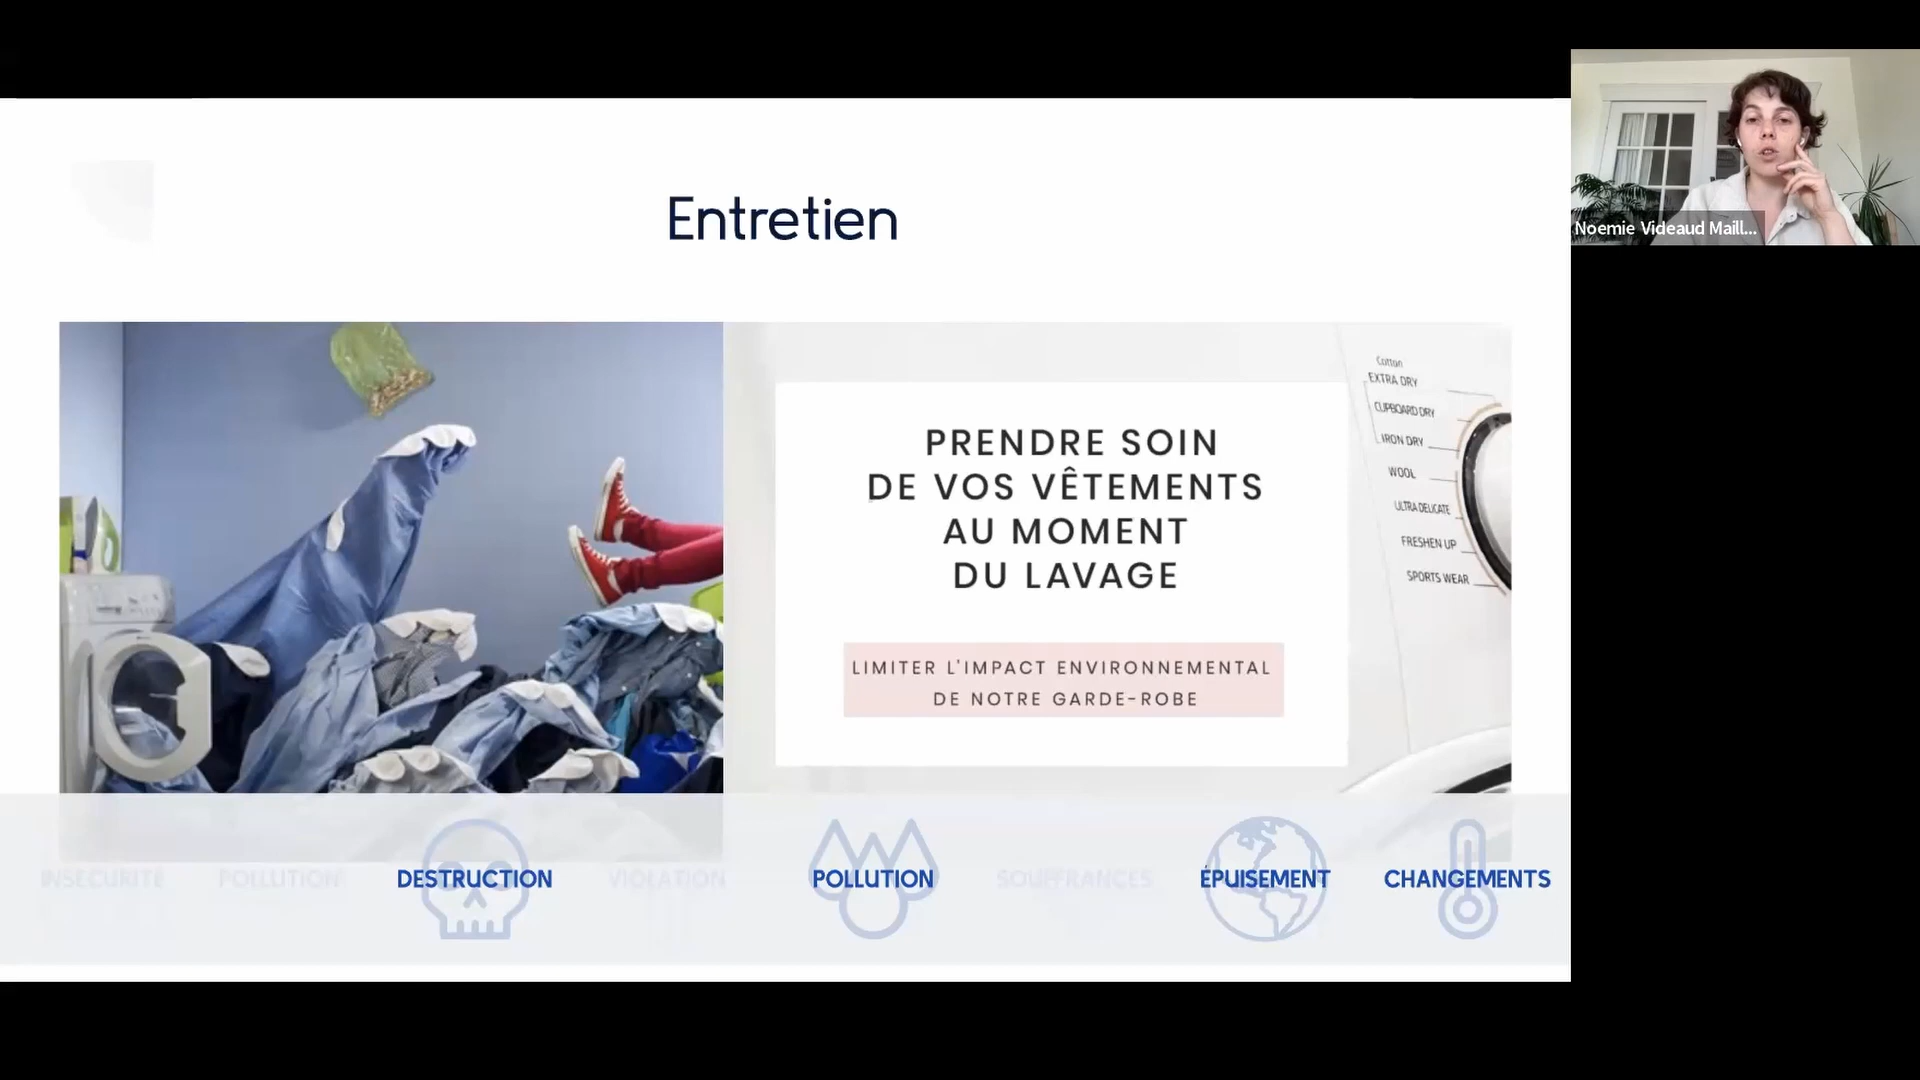 Entretien
Noemie Videaud Maill...
Cotton
EXTRA DRY
CUPBOARD DRY
IRON DRY
WOOL
ULTRA DELICATE
FRESHEN UP
SPORTS WEAR
PRENDRE SOIN
DE VOS VÊTEMENTS
AU MOMENT
DU LAVAGE
LIMITER L'IMPACT ENVIRONNEMENTAL
DE NOTRE GARDE-ROBE
INSÉCURITÉ POLLUTION DESTRUCTION VIOLATION POLLUTION SOUFFRANCES ÉPUISEMENT CHANGEMENTS